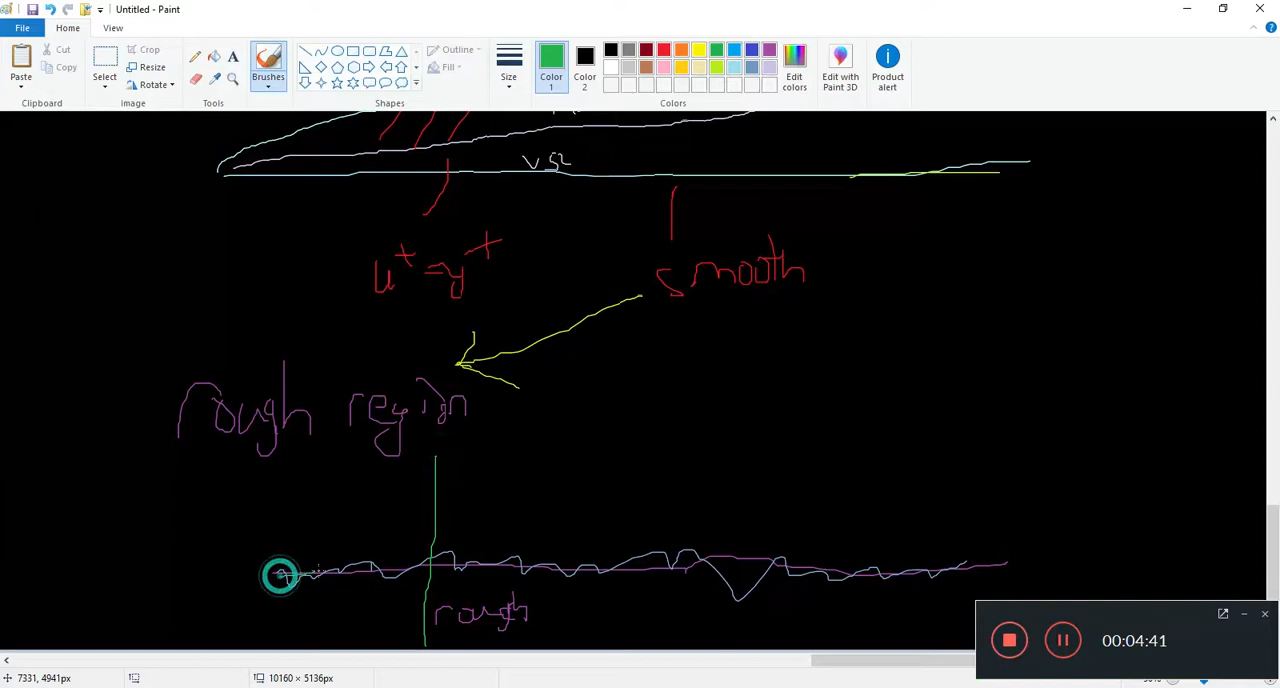 Untitled - Paint
File Home View
Paste Cut Copy
Clipboard
Select Crop Resize Rotate
Image
Tools
Brushes
Outline Fill
Shapes
Size
Color 1
Color 2
Edit colors
Colors
Edit with Paint 3D
Product alert
VSL
u+ = y+
smooth
rough region
rough
00:04:41
7331, 4941px
10160 × 5136px